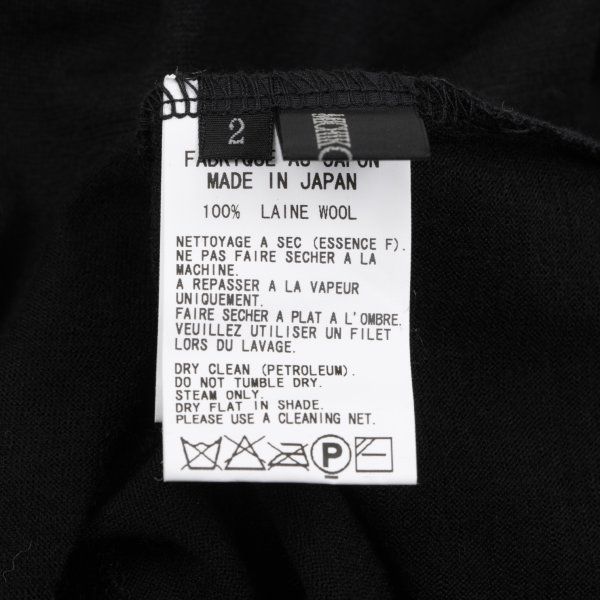 2
FABRIQUE AU JAPON
MADE IN JAPAN
100% LAINE WOOL
NETTOYAGE A SEC (ESSENCE F).
NE PAS FAIRE SECHER A LA
MACHINE.
A REPASSER A LA VAPEUR
UNIQUEMENT.
FAIRE SECHER A PLAT A L'OMBRE.
VEUILLEZ UTILISER UN FILET
LORS DU LAVAGE.
DRY CLEAN (PETROLEUM).
DO NOT TUMBLE DRY.
STEAM ONLY.
DRY FLAT IN SHADE.
PLEASE USE A CLEANING NET.
P